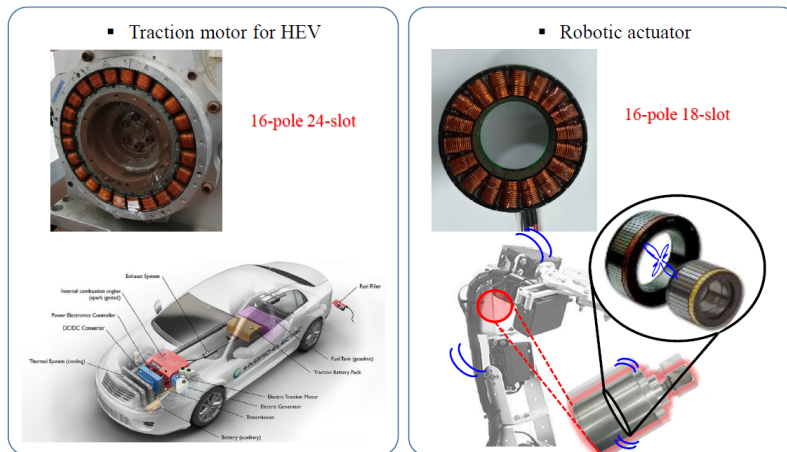 ▪ Traction motor for HEV
16-pole 24-slot
Exhaust System
Internal combustion engine
(spark ignited)
Power Electronics Controller
DC/DC Converter
Thermal System (cooling)
Fuel Filler
Fuel Tank (gasoline)
Traction Battery Pack
Electric Traction Motor
Electric Generator
Transmission
Battery (auxiliary)
▪ Robotic actuator
16-pole 18-slot